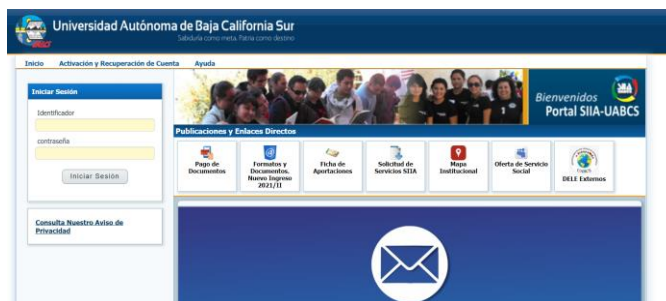 Universidad Autónoma de Baja California Sur
Sabiduría como meta. Patria como destino
Inicio Activación y Recuperación de Cuenta Ayuda
Iniciar Sesión
Identificador
contraseña
Iniciar Sesión
Consulta Nuestro Aviso de
Privacidad
Bienvenidos
Portal SIIA-UABCS
Publicaciones y Enlaces Directos
Pago de
Documentos
Formatos y
Documentos.
Nuevo Ingreso
2021/II
Ficha de
Aportaciones
Solicitud de
Servicios SIIA
Mapa
Institucional
Oferta de Servicio
Social
DELE Externos